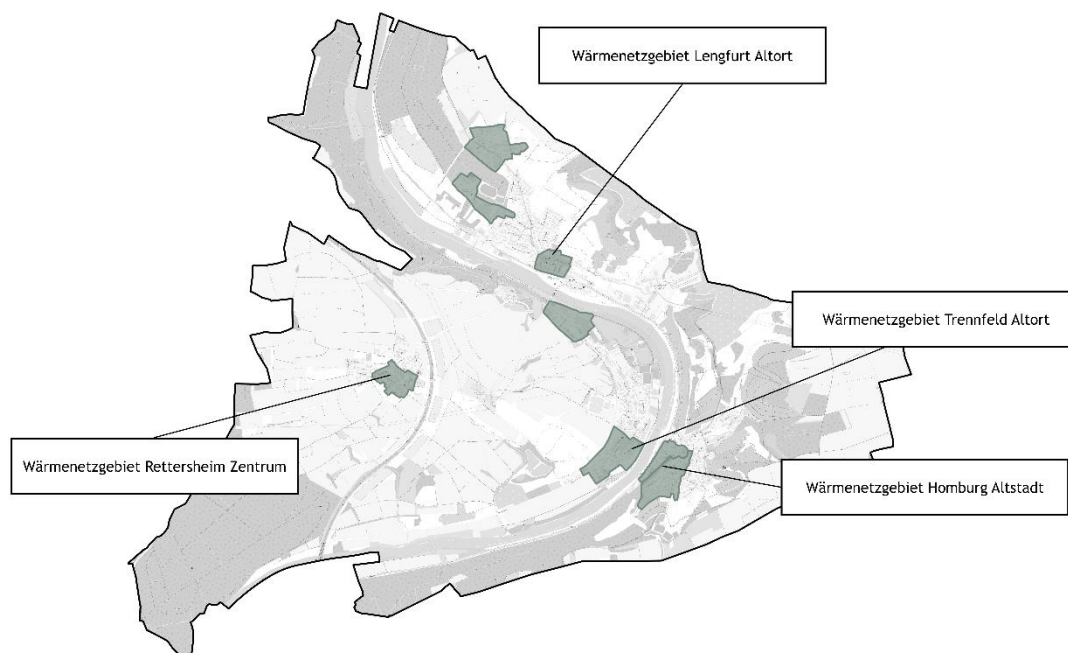 Wärmenetzgebiet Lengfurt Altort
Wärmenetzgebiet Trennfeld Altort
Wärmenetzgebiet Rettersheim Zentrum
Wärmenetzgebiet Homburg Altstadt